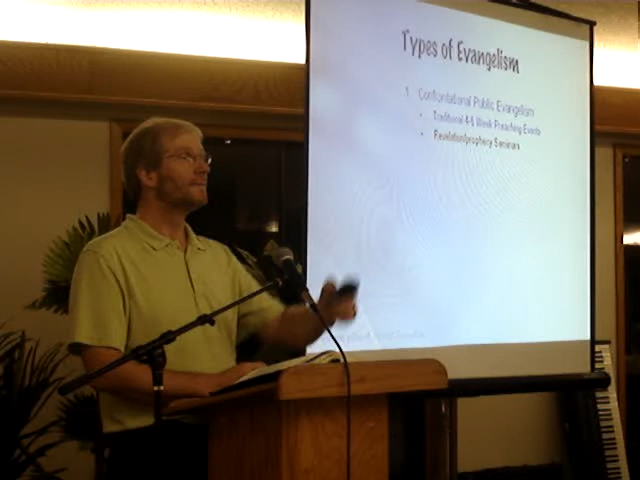 Types of Evangelism
1. Confrontational Public Evangelism
• Traditional 4-6 Week Preaching Events
• Revelation/prophecy Seminars